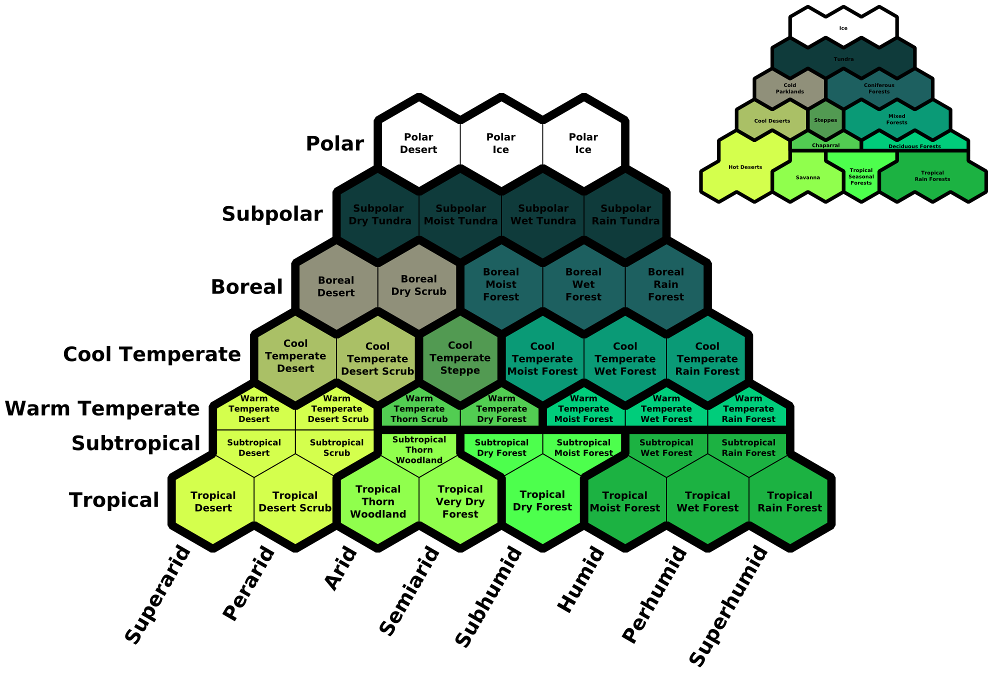 Ice
Tundra
Cold
Parklands
Coniferous
Forests
Cool Deserts
Steppes
Mixed
Forests
Chaparral
Deciduous Forests
Hot Deserts
Savanna
Tropical
Seasonal
Forests
Tropical
Rain Forests
Polar
Polar
Desert
Polar
Ice
Polar
Ice
Subpolar
Subpolar
Dry Tundra
Subpolar
Moist Tundra
Subpolar
Wet Tundra
Subpolar
Rain Tundra
Boreal
Boreal
Desert
Boreal
Dry Scrub
Boreal
Moist
Forest
Boreal
Wet
Forest
Boreal
Rain
Forest
Cool Temperate
Cool
Temperate
Desert
Cool
Temperate
Desert Scrub
Cool
Temperate
Steppe
Cool
Temperate
Moist Forest
Cool
Temperate
Wet Forest
Cool
Temperate
Rain Forest
Warm Temperate
Warm
Temperate
Desert
Warm
Temperate
Desert Scrub
Warm
Temperate
Thorn Scrub
Warm
Temperate
Dry Forest
Warm
Temperate
Moist Forest
Warm
Temperate
Wet Forest
Warm
Temperate
Rain Forest
Subtropical
Subtropical
Desert
Subtropical
Scrub
Subtropical
Thorn
Woodland
Subtropical
Dry Forest
Subtropical
Moist Forest
Subtropical
Wet Forest
Subtropical
Rain Forest
Tropical
Tropical
Desert
Tropical
Desert Scrub
Tropical
Thorn
Woodland
Tropical
Very Dry
Forest
Tropical
Dry Forest
Tropical
Moist Forest
Tropical
Wet Forest
Tropical
Rain Forest
Superarid
Perarid
Arid
Semiarid
Subhumid
Humid
Perhumid
Superhumid